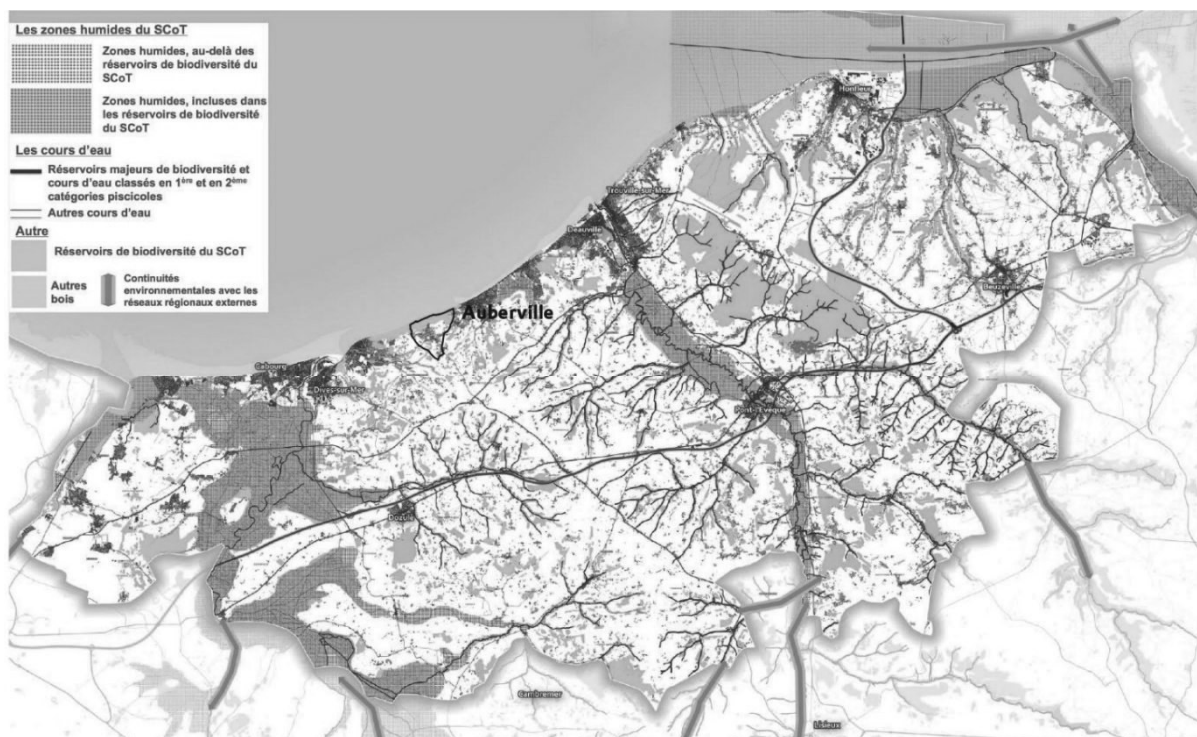 Les zones humides du SCoT
Zones humides, au-delà des
réservoirs de biodiversité du
SCoT
Zones humides, incluses dans
les réservoirs de biodiversité
du SCoT
Les cours d'eau
Réservoirs majeurs de biodiversité et
cours d'eau classés en 1ère et en 2ème
catégories piscicoles
Autres cours d'eau
Autre
Réservoirs de biodiversité du SCoT
Autres
bois
Continuités
environnementales avec les
réseaux régionaux externes
Honfleur
Trouville-sur-Mer
Deauville
Beuzeville
Auberville
Cabourg
Dives-sur-Mer
Pont-l'Evêque
Dozulé
Cambremer
Lisieux